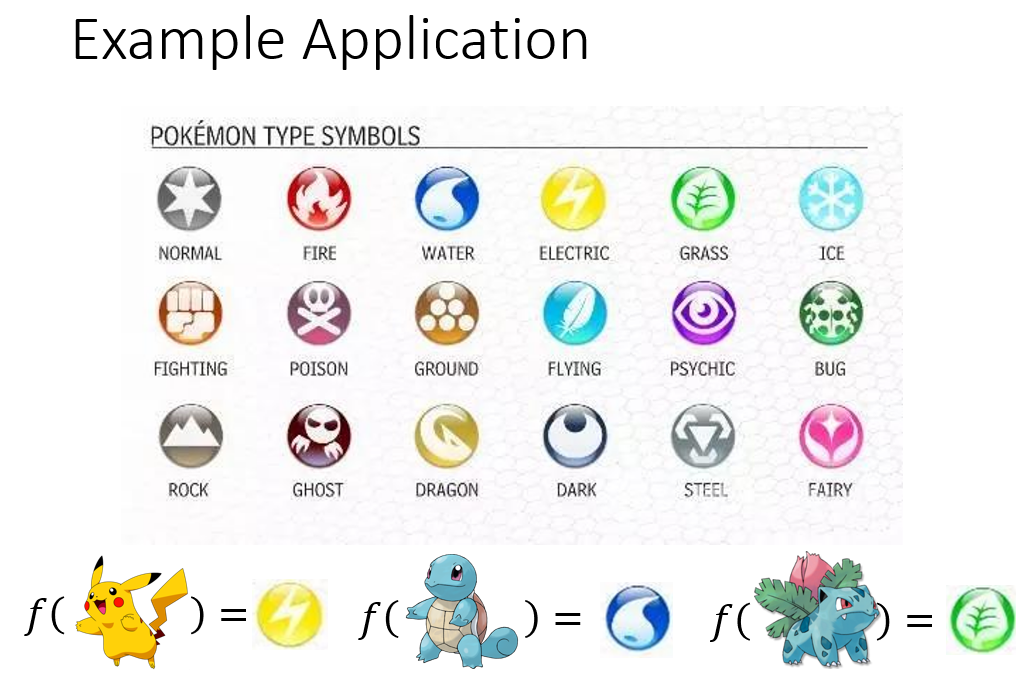 Example Application
POKÉMON TYPE SYMBOLS
NORMAL FIRE WATER ELECTRIC GRASS ICE
FIGHTING POISON GROUND FLYING PSYCHIC BUG
ROCK GHOST DRAGON DARK STEEL FAIRY
f( ) = f( ) = f( ) =